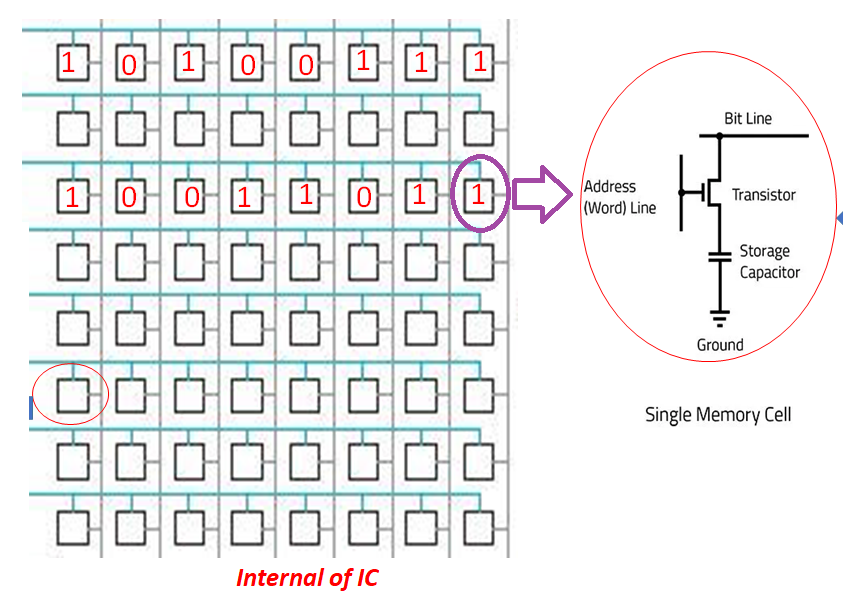 1 0 1 0 0 1 1 1
1 0 0 1 1 0 1 1
Internal of IC
Bit Line
Address
(Word) Line
Transistor
Storage
Capacitor
Ground
Single Memory Cell